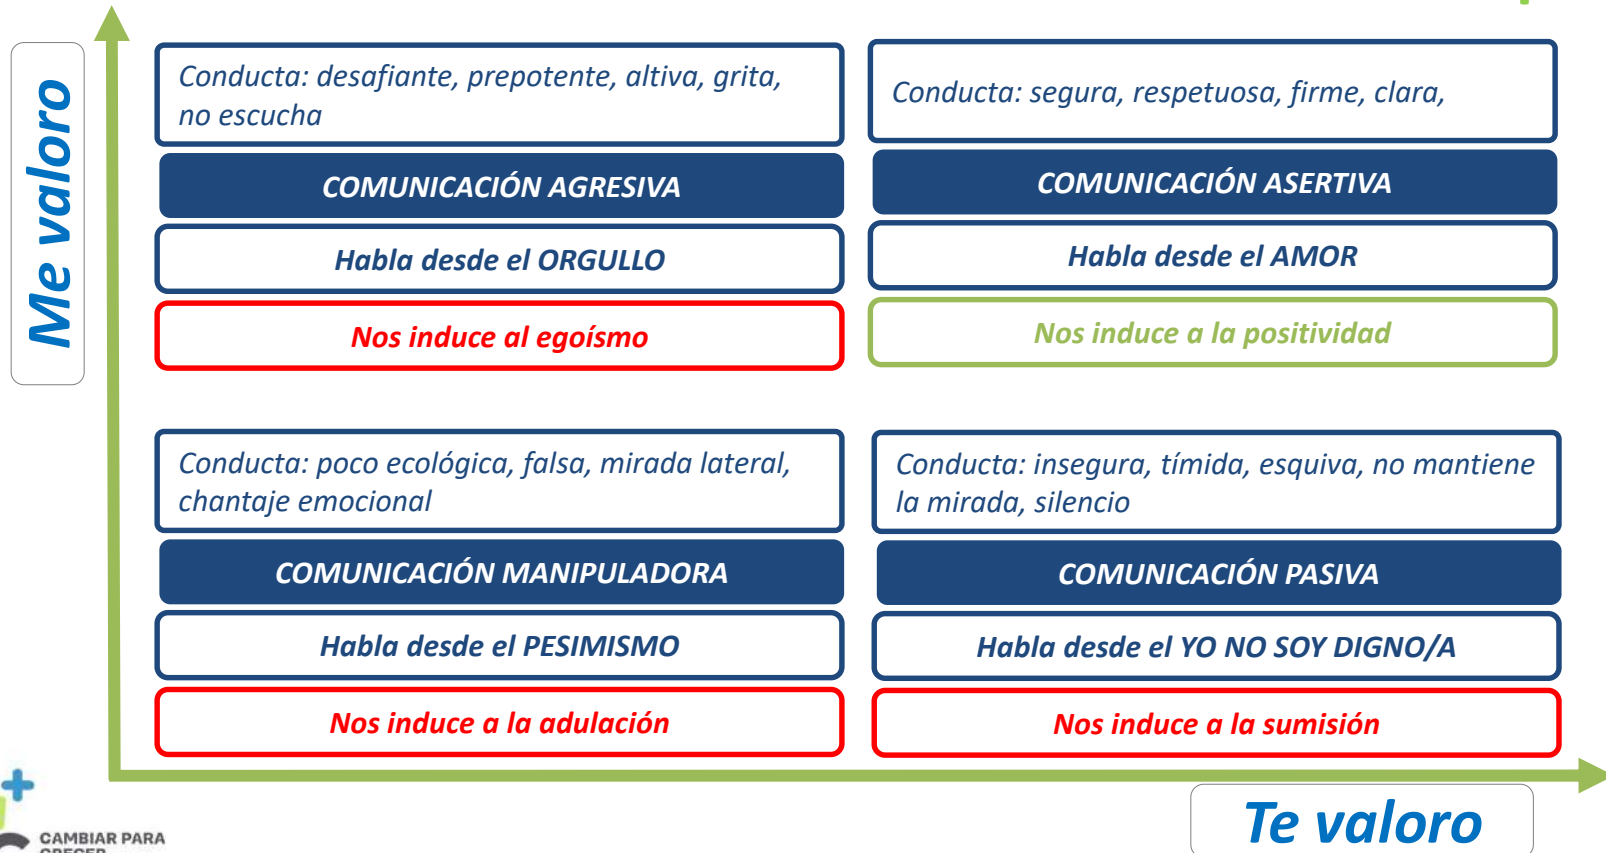 Me valoro
Conducta: desafiante, prepotente, altiva, grita,
no escucha
COMUNICACIÓN AGRESIVA
Habla desde el ORGULLO
Nos induce al egoísmo
Conducta: segura, respetuosa, firme, clara,
COMUNICACIÓN ASERTIVA
Habla desde el AMOR
Nos induce a la positividad
Conducta: poco ecológica, falsa, mirada lateral,
chantaje emocional
COMUNICACIÓN MANIPULADORA
Habla desde el PESIMISMO
Nos induce a la adulación
Conducta: insegura, tímida, esquiva, no mantiene
la mirada, silencio
COMUNICACIÓN PASIVA
Habla desde el YO NO SOY DIGNO/A
Nos induce a la sumisión
Te valoro
CAMBIAR PARA
CRECER